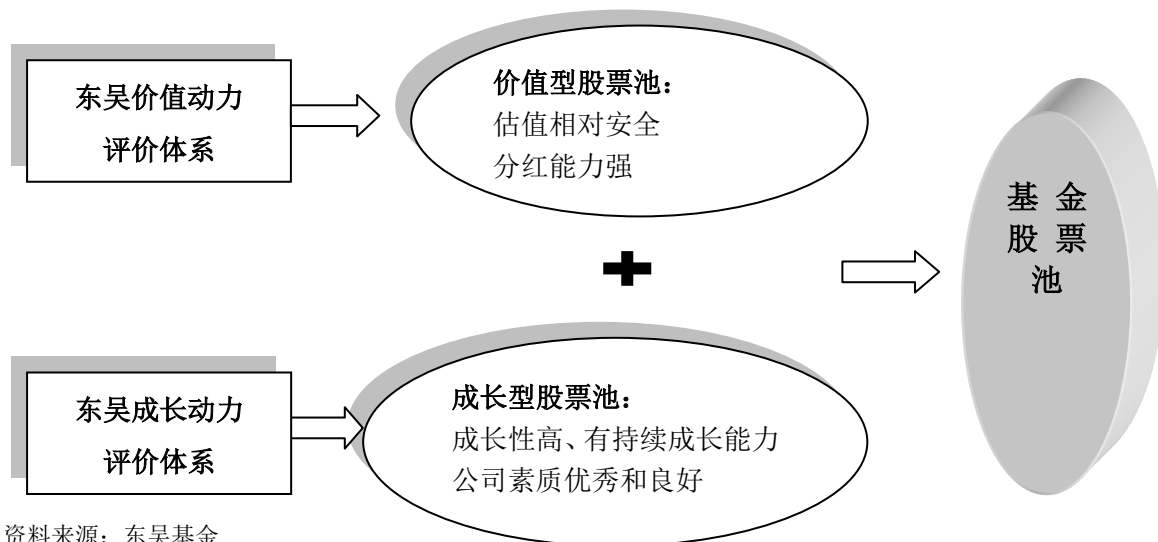 东吴价值动力
评价体系
价值型股票池：
估值相对安全
分红能力强
基 金
股 票
池
东吴成长动力
评价体系
成长型股票池：
成长性高、有持续成长能力
公司素质优秀和良好
资料来源：东吴基金